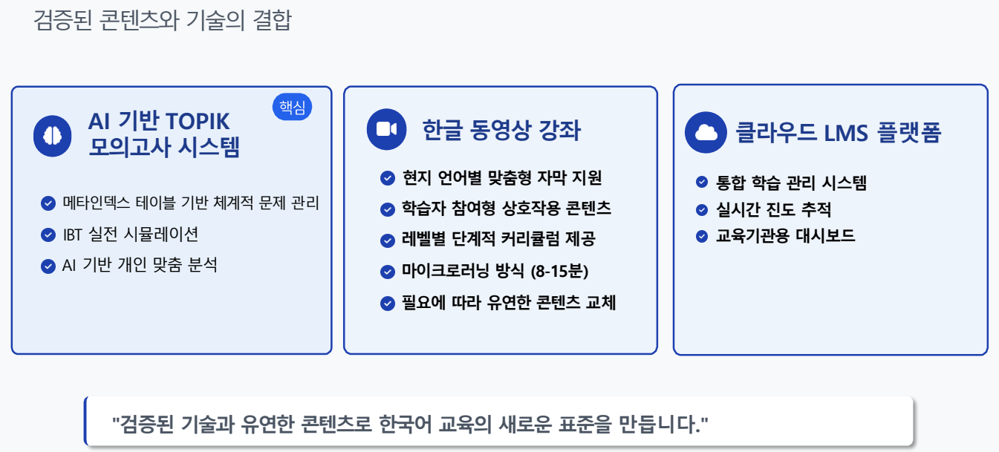 검증된 콘텐츠와 기술의 결합
핵심
AI 기반 TOPIK
모의고사 시스템
메타인덱스 테이블 기반 체계적 문제 관리
IBT 실전 시뮬레이션
AI 기반 개인 맞춤 분석
한글 동영상 강좌
현지 언어별 맞춤형 자막 지원
학습자 참여형 상호작용 콘텐츠
레벨별 단계적 커리큘럼 제공
마이크로러닝 방식 (8-15분)
필요에 따라 유연한 콘텐츠 교체
클라우드 LMS 플랫폼
통합 학습 관리 시스템
실시간 진도 추적
교육기관용 대시보드
"검증된 기술과 유연한 콘텐츠로 한국어 교육의 새로운 표준을 만듭니다."